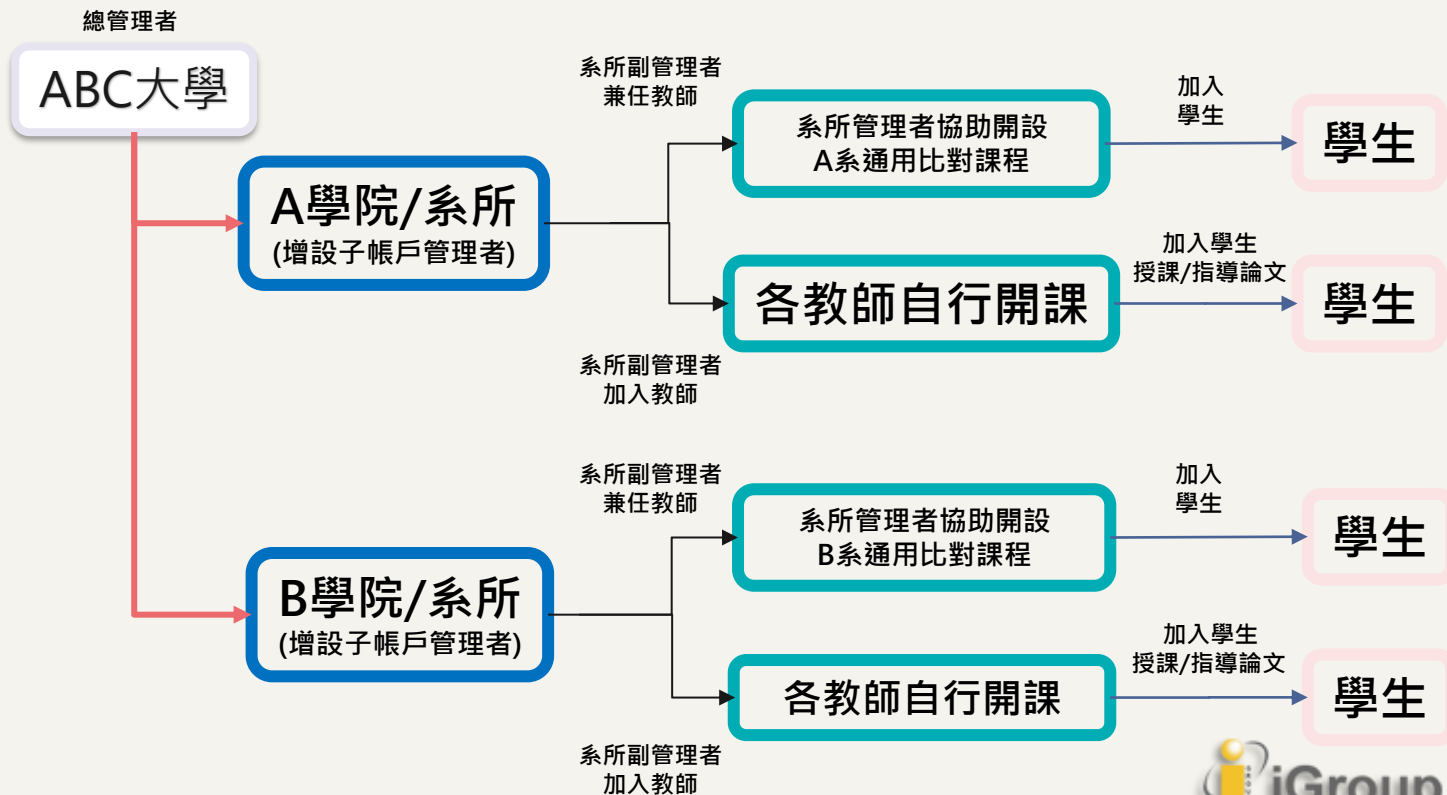 總管理者
ABC大學
A學院/系所
(增設子帳戶管理者)
系所副管理者
兼任教師
系所管理者協助開設
A系通用比對課程
加入
學生
學生
各教師自行開課
加入學生
授課/指導論文
學生
系所副管理者
加入教師
B學院/系所
(增設子帳戶管理者)
系所副管理者
兼任教師
系所管理者協助開設
B系通用比對課程
加入
學生
學生
各教師自行開課
加入學生
授課/指導論文
學生
系所副管理者
加入教師
iGroup